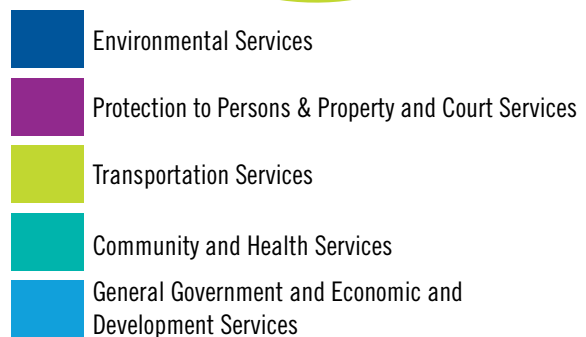 Environmental Services
Protection to Persons & Property and Court Services
Transportation Services
Community and Health Services
General Government and Economic and
Development Services